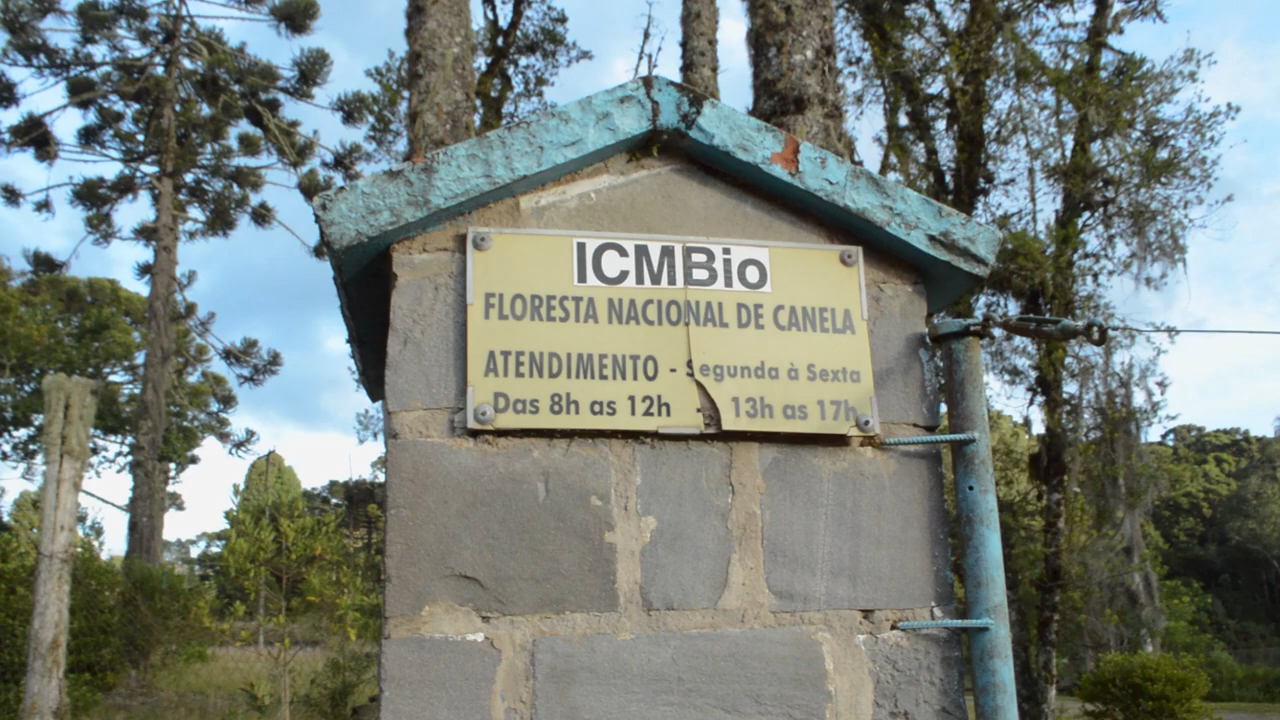 ICMBio
FLORESTA NACIONAL DE CANELA
ATENDIMENTO - Segunda à Sexta
Das 8h as 12h - 13h as 17h